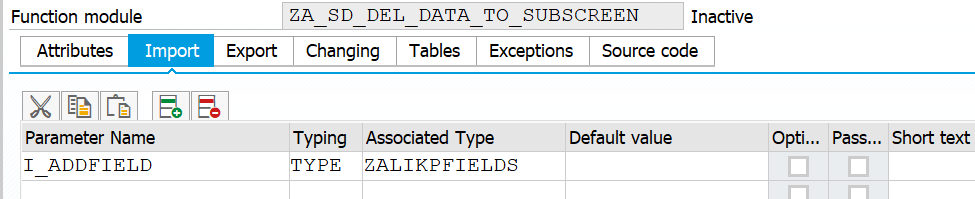 Function module ZA_SD_DEL_DATA_TO_SUBSCREEN Inactive
Attributes Import Export Changing Tables Exceptions Source code
Parameter Name Typing Associated Type Default value Opti... Pass... Short text
I_ADDFIELD TYPE ZALIKPFIELDS